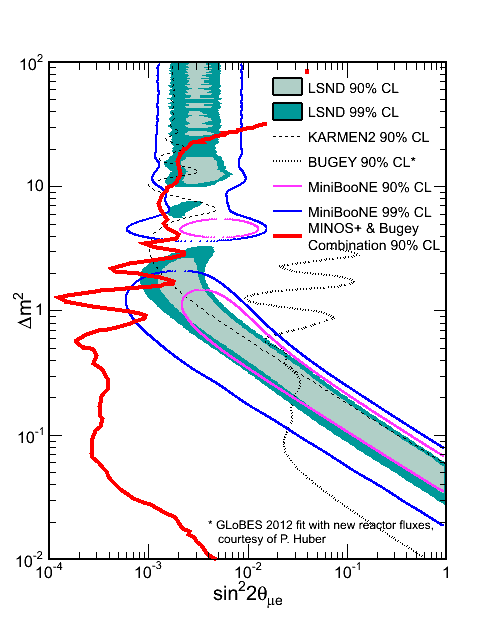 10²
10
1
10⁻¹
10⁻²
Δm²
LSND 90% CL
LSND 99% CL
KARMEN2 90% CL
BUGEY 90% CL*
MiniBooNE 90% CL
MiniBooNE 99% CL
MINOS+ & Bugey
Combination 90% CL
* GLoBES 2012 fit with new reactor fluxes,
courtesy of P. Huber
10⁻⁴ 10⁻³ 10⁻² 10⁻¹ 1
sin²2θμe